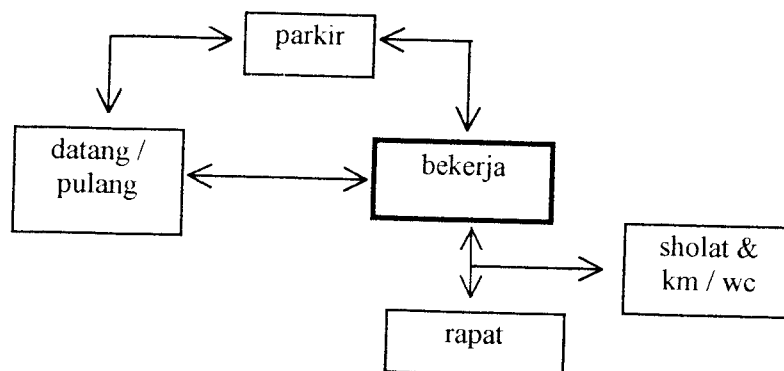 parkir
datang /
pulang
bekerja
sholat &
km / wc
rapat